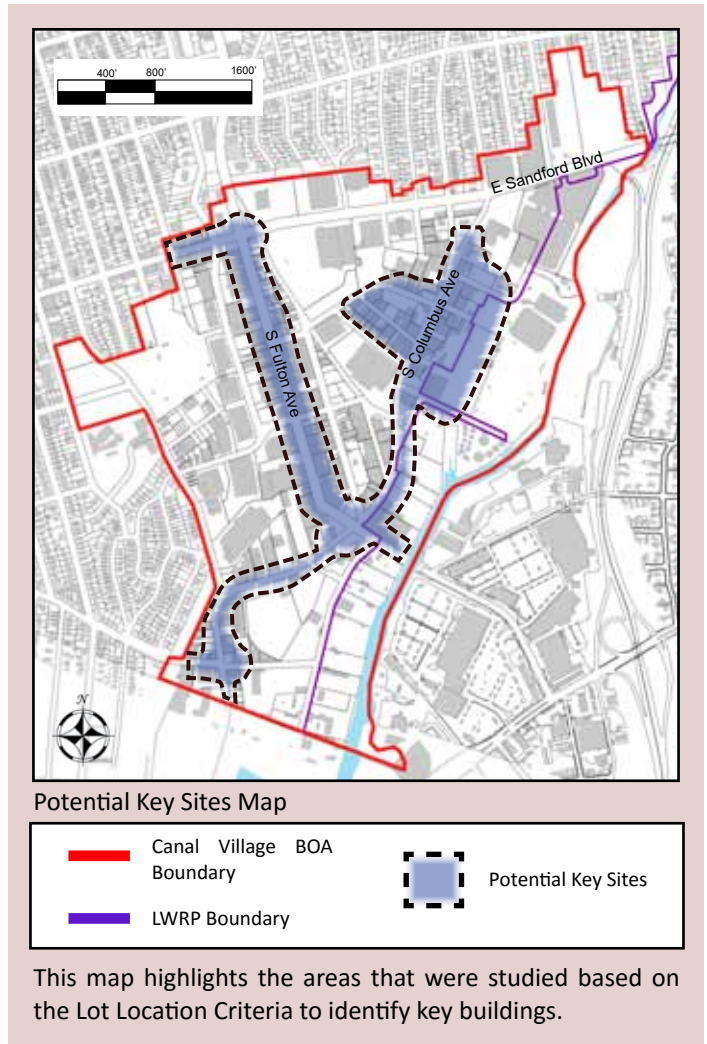 400' 800' 1600'
E Sandford Blvd
S Columbus Ave
S Fulton Ave
N
Potential Key Sites Map
Canal Village BOA
Boundary
LWRP Boundary
Potential Key Sites
This map highlights the areas that were studied based on
the Lot Location Criteria to identify key buildings.